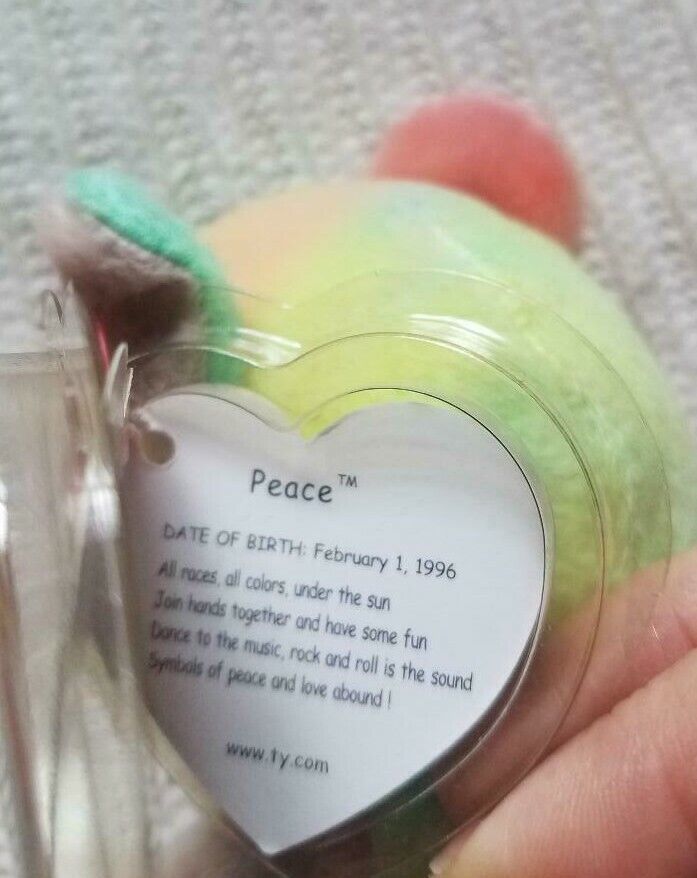 Peace™
DATE OF BIRTH: February 1, 1996
All races, all colors, under the sun
Join hands together and have some fun
Dance to the music, rock and roll is the sound
Symbols of peace and love abound !
www.ty.com